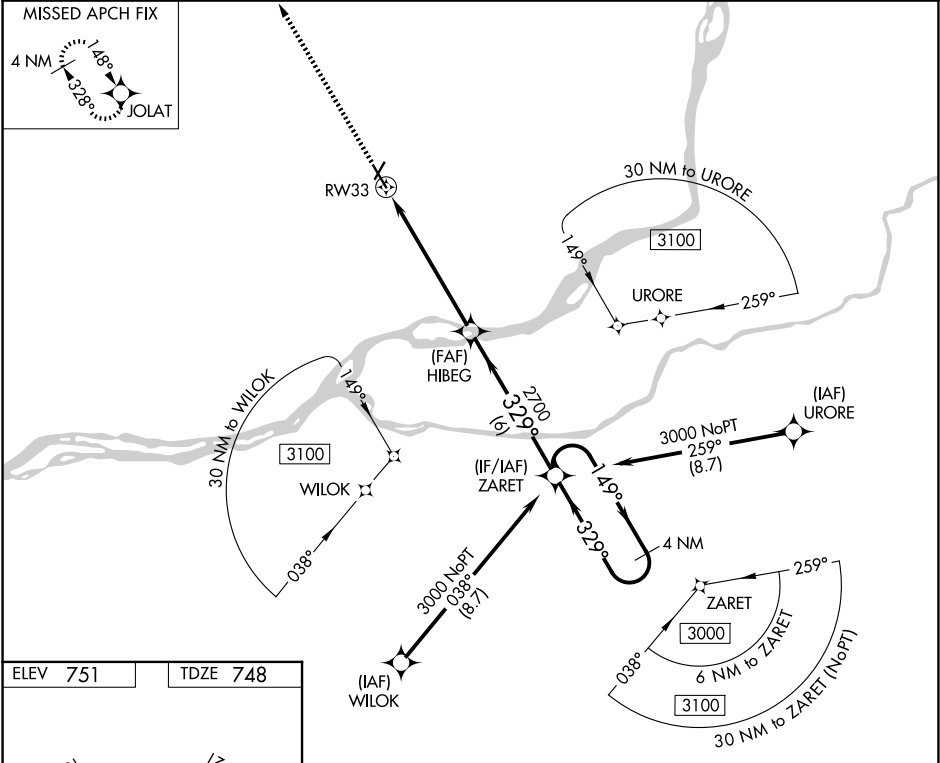 MISSED APCH FIX
4 NM
148°
328°
JOLAT
RW33
30 NM to URORE
3100
149°
URORE
259°
(FAF)
HIBEG
2700
329°
(6)
30 NM to WILOK
149°
3100
WILOK
038°
(IAF)
URORE
3000 NoPT
259°
(8.7)
(IF/IAF)
ZARET
149°
329°
4 NM
3000 NoPT
038°
(8.7)
(IAF)
WILOK
259°
ZARET
038°
3000
6 NM to ZARET
3100
30 NM to ZARET (NoPT)
ELEV 751
TDZE 748